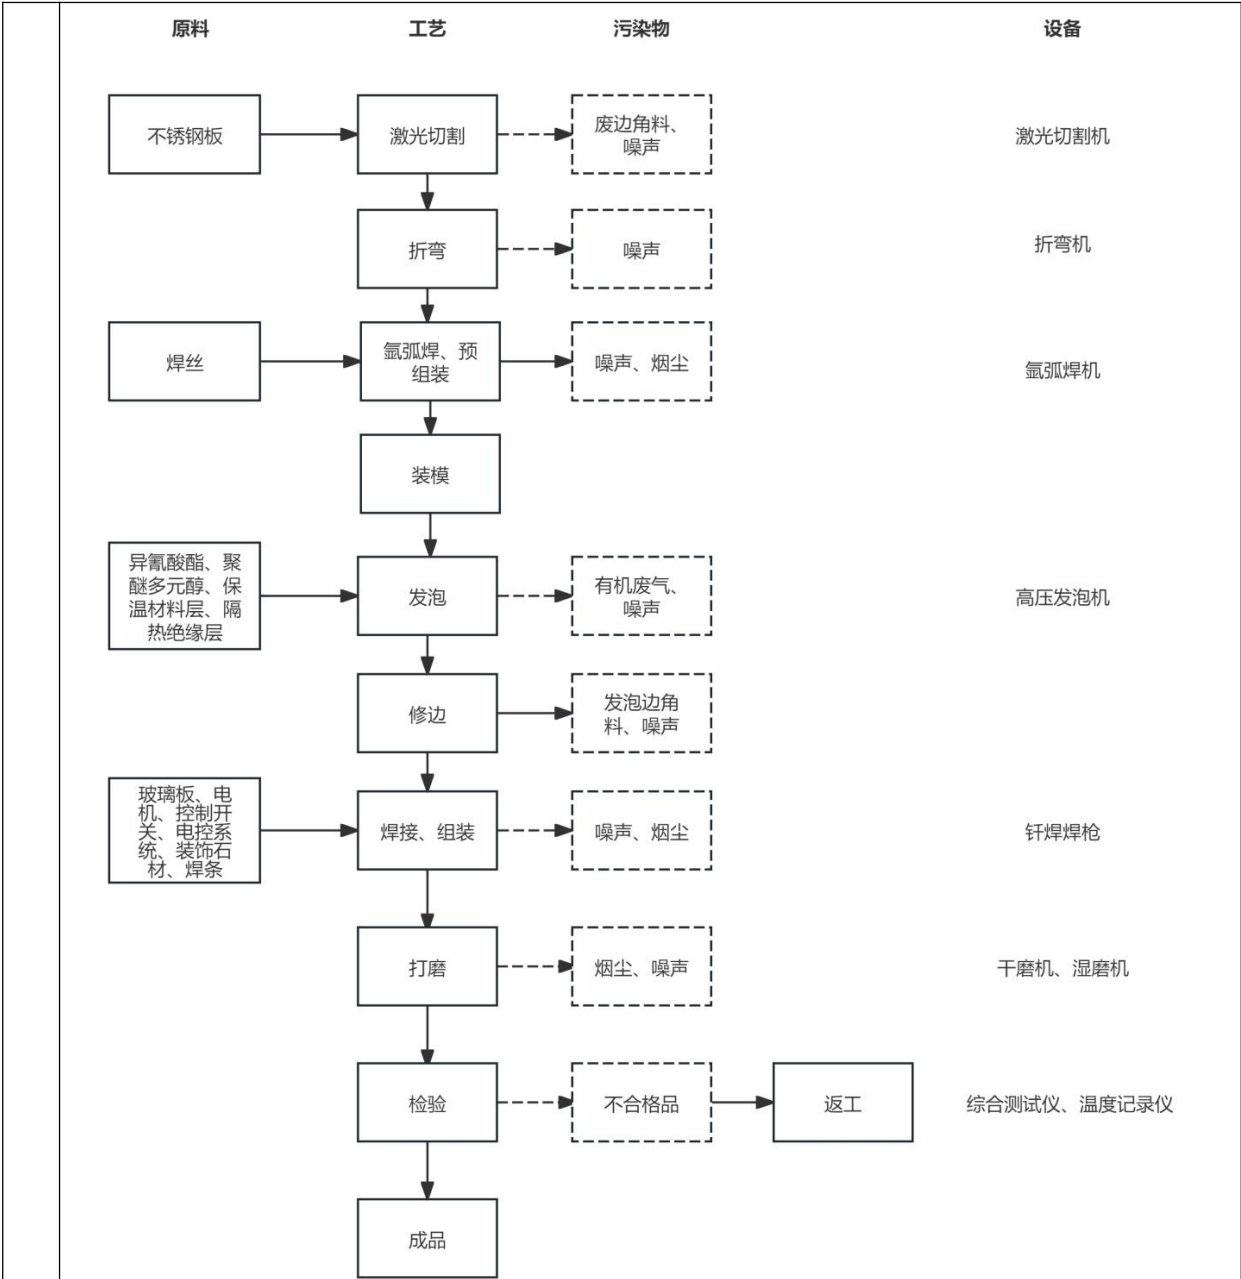 原料
工艺
污染物
设备
不锈钢板
激光切割
废边角料、
噪声
激光切割机
折弯
噪声
折弯机
焊丝
氩弧焊、预
组装
噪声、烟尘
氩弧焊机
装模
异氰酸酯、聚
醚多元醇、保
温材料层、隔
热绝缘层
发泡
有机废气、
噪声
高压发泡机
修边
发泡边角
料、噪声
玻璃板、电
机、控制开
关、电控系
统、装饰石
材、焊条
焊接、组装
噪声、烟尘
钎焊焊枪
打磨
烟尘、噪声
干磨机、湿磨机
检验
不合格品
返工
综合测试仪、温度记录仪
成品